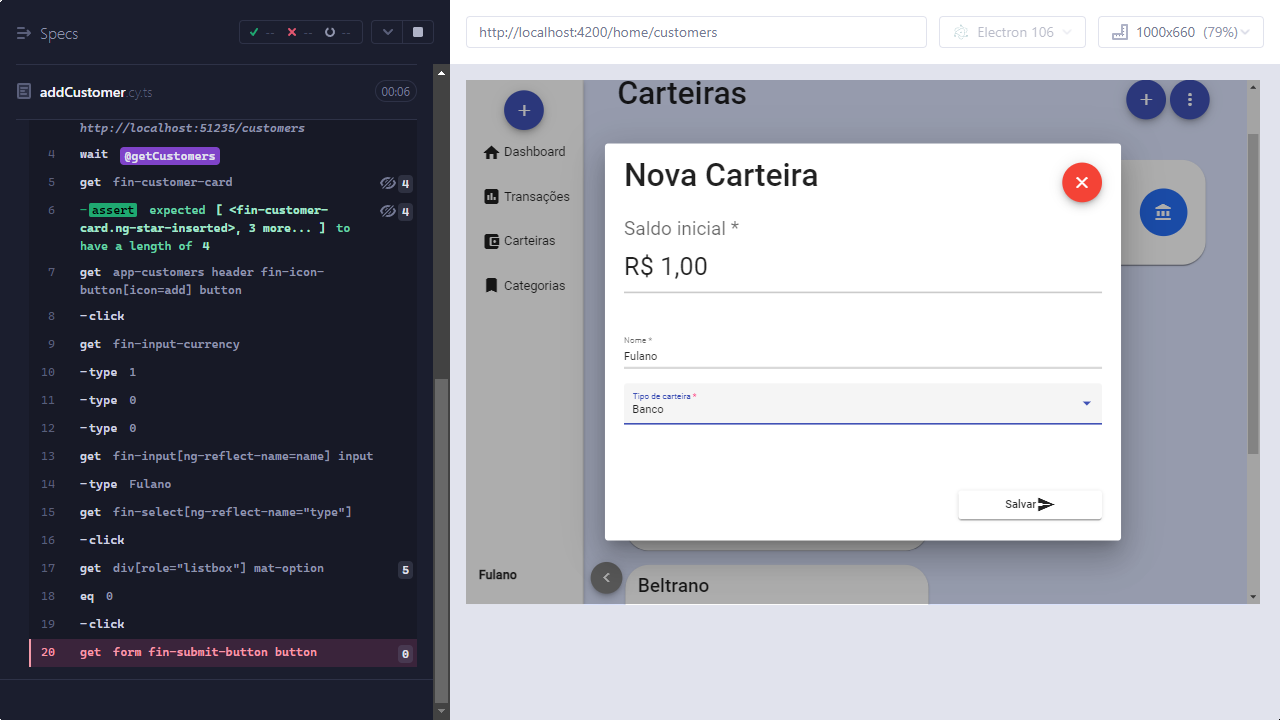 Specs
-- -- --
addCustomer.cy.ts
00:06
http://localhost:51235/customers
4 wait @getCustomers
5 get fin-customer-card 4
6 -assert expected [ <fin-customer-
card.ng-star-inserted>, 3 more... ] to
have a length of 4
4
7 get app-customers header fin-icon-
button[icon=add] button
8 -click
9 get fin-input-currency
10 -type 1
11 -type 0
12 -type 0
13 get fin-input[ng-reflect-name=name] input
14 -type Fulano
15 get fin-select[ng-reflect-name="type"]
16 -click
17 get div[role="listbox"] mat-option 5
18 eq 0
19 -click
20 get form fin-submit-button button 0
http://localhost:4200/home/customers
Electron 106
1000x660 (79%)
Dashboard
Transações
Carteiras
Categorias
Fulano
Carteiras
Nova Carteira
Saldo inicial *
R$ 1,00
Nome *
Fulano
Tipo de carteira *
Banco
Salvar
Beltrano